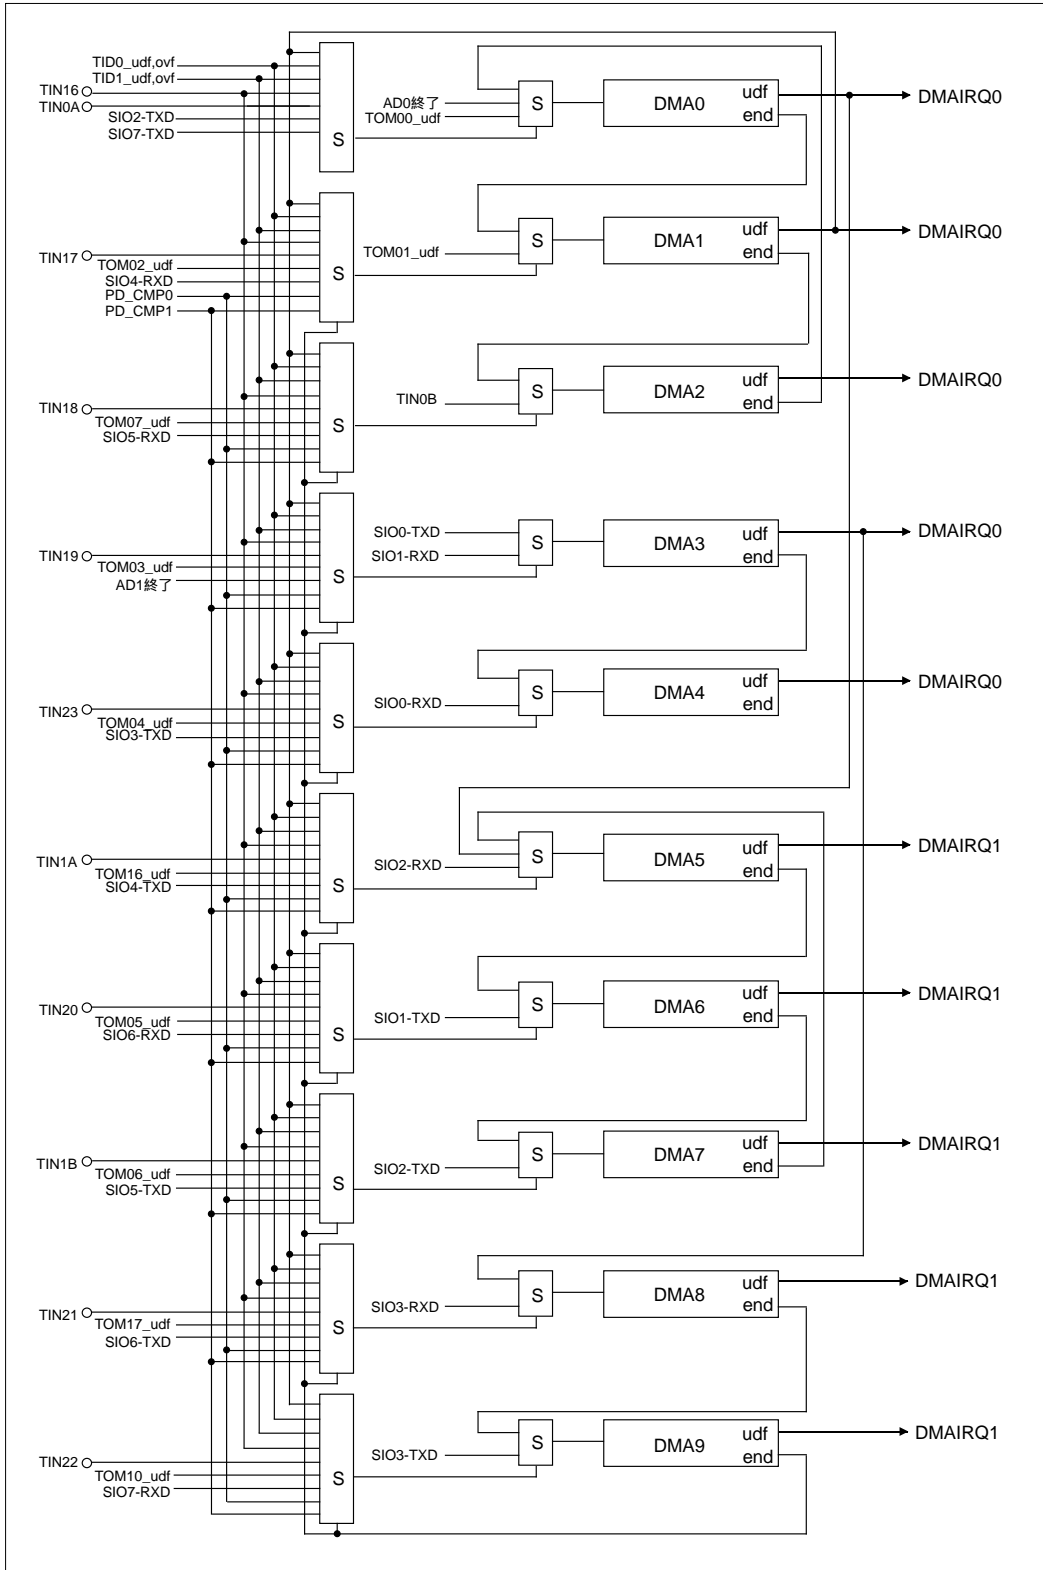 TID0_udf,ovf
TID1_udf,ovf
TIN16
TIN0A
SIO2-TXD
SIO7-TXD
S
AD0終了
TOM00_udf
S
DMA0
udf
end
DMAIRQ0
TIN17
TOM02_udf
SIO4-RXD
PD_CMP0
PD_CMP1
S
TOM01_udf
S
DMA1
udf
end
DMAIRQ0
TIN18
TOM07_udf
SIO5-RXD
S
TIN0B
S
DMA2
udf
end
DMAIRQ0
TIN19
TOM03_udf
AD1終了
S
SIO0-TXD
SIO1-RXD
S
DMA3
udf
end
DMAIRQ0
TIN23
TOM04_udf
SIO3-TXD
S
SIO0-RXD
S
DMA4
udf
end
DMAIRQ0
TIN1A
TOM16_udf
SIO4-TXD
S
SIO2-RXD
S
DMA5
udf
end
DMAIRQ1
TIN20
TOM05_udf
SIO6-RXD
S
SIO1-TXD
S
DMA6
udf
end
DMAIRQ1
TIN1B
TOM06_udf
SIO5-TXD
S
SIO2-TXD
S
DMA7
udf
end
DMAIRQ1
TIN21
TOM17_udf
SIO6-TXD
S
SIO3-RXD
S
DMA8
udf
end
DMAIRQ1
TIN22
TOM10_udf
SIO7-RXD
S
SIO3-TXD
S
DMA9
udf
end
DMAIRQ1